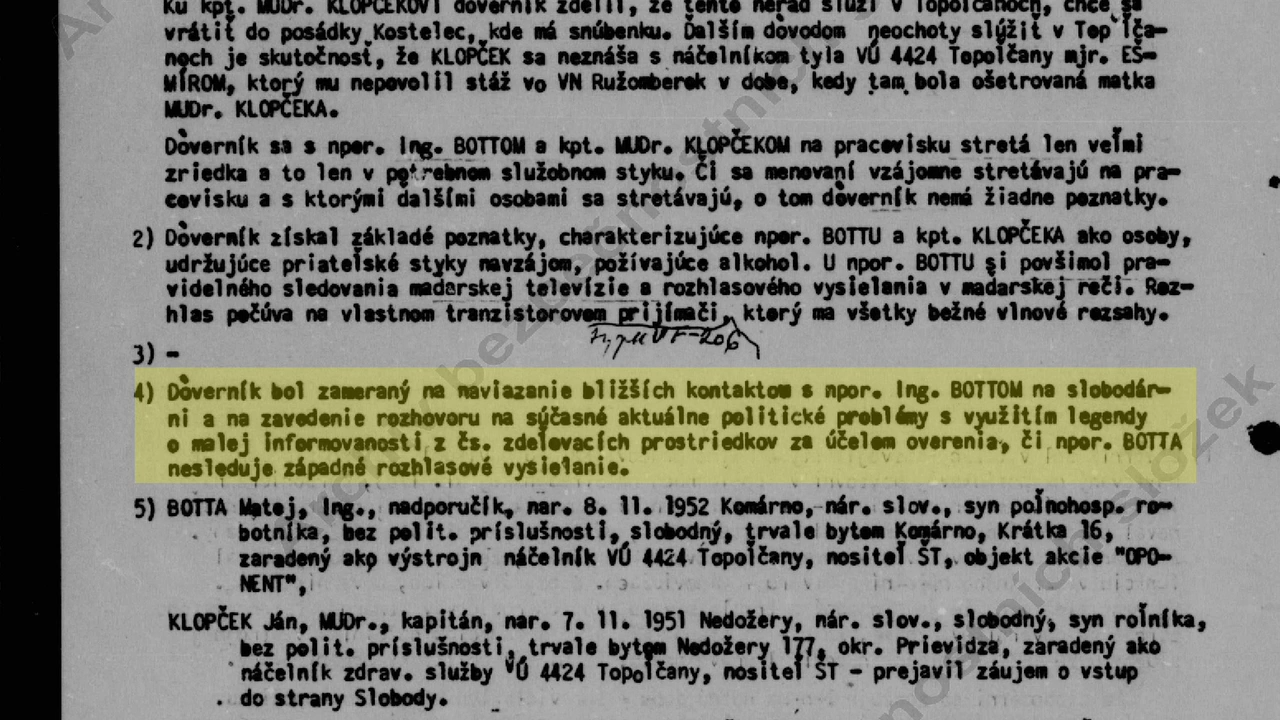 Ku kpt. MUDr. KLOPČEKOVI dôverník zdelil, že tento nerád slúži v Topoľčanoch, chce sa
vrátiť do posádky Kostelec, kde má snúbenku. Ďalším dôvodom neochoty slúžiť v Topoľča-
noch je skutočnosť, že KLOPČEK sa neznáša s náčelníkom tyla VÚ 4424 Topoľčany mjr. EŠ-
MÍROM, ktorý mu nepovolil stáž vo VN Ružomberok v dobe, kedy tam bola ošetrovaná matka
MUDr. KLOPČEKA.
Dôverník sa s npor. Ing. BOTTOM a kpt. MUDr. KLOPČEKOM na pracovisku stretá len veľmi
zriedka a to len v potrebnom služobnom styku. Či sa menovaní vzájomne stretávajú na pra-
covisku a s ktorými ďalšími osobami sa stretávajú, o tom dôverník nemá žiadne poznatky.
2) Dôverník získal základé poznatky, charakterizujúce npor. BOTTU a kpt. KLOPČEKA ako osoby,
udržujúce priateľské styky navzájom, požívajúce alkohol. U npor. BOTTU si povšimol pra-
videlného sledovania maďarskej televízie a rozhlasového vysielania v maďarskej reči. Roz-
hlas počúva na vlastnom tranzistorovom prijímači, ktorý ma všetky bežné vlnové rozsahy.
typu VF-206
3) -
4) Dôverník bol zameraný na naviazanie bližších kontaktom s npor. Ing. BOTTOM na slobodár-
ni a na zavedenie rozhovoru na súčasné aktuálne politické problémy s využitím legendy
o malej informovanosti z čs. zdelovacích prostriedkov za účelom overenia, či npor. BOTTA
nesleduje západné rozhlasové vysielanie.
5) BOTTA Matej, Ing., nadporučík, nar. 8. 11. 1952 Komárno, nár. slov., syn poľnohosp. ro-
botníka, bez polit. príslušnosti, slobodný, trvale bytom Komárno, Krátka 16,
zaradený ako výstrojn náčelník VÚ 4424 Topoľčany, nositeľ ŠT, objekt akcie "OPO-
NENT",
KLOPČEK Ján, MUDr., kapitán, nar. 7. 11. 1951 Nedožery, nár. slov., slobodný, syn roľníka,
bez polit. príslušnosti, trvale bytom Nedožery 177, okr. Prievidza, zaradený ako
náčelník zdrav. služby VÚ 4424 Topoľčany, nositeľ ŠT - prejavil záujem o vstup
do strany Slobody.